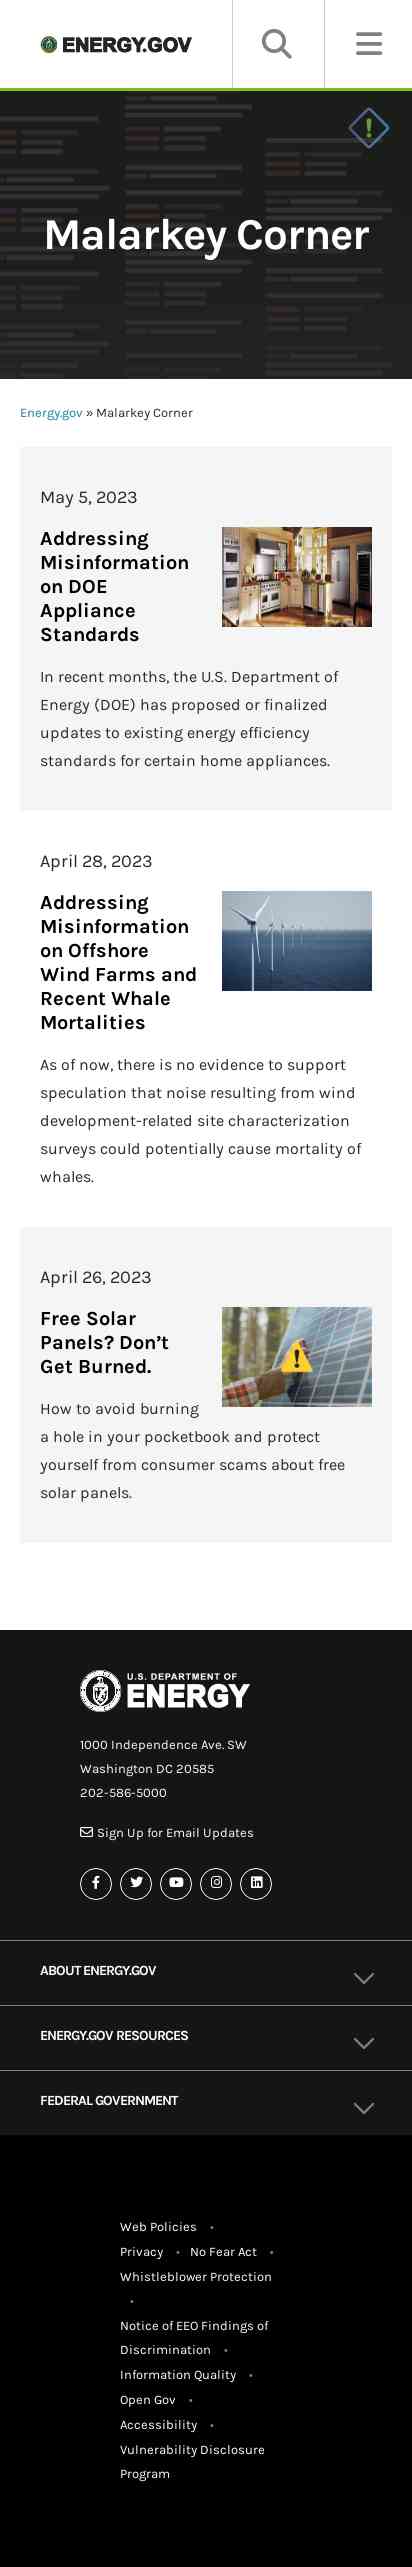 ENERGY.GOV
Malarkey Corner
Energy.gov » Malarkey Corner
May 5, 2023
Addressing
Misinformation
on DOE
Appliance
Standards
In recent months, the U.S. Department of
Energy (DOE) has proposed or finalized
updates to existing energy efficiency
standards for certain home appliances.
April 28, 2023
Addressing
Misinformation
on Offshore
Wind Farms and
Recent Whale
Mortalities
As of now, there is no evidence to support
speculation that noise resulting from wind
development-related site characterization
surveys could potentially cause mortality of
whales.
April 26, 2023
Free Solar
Panels? Don’t
Get Burned.
How to avoid burning
a hole in your pocketbook and protect
yourself from consumer scams about free
solar panels.
U.S. DEPARTMENT OF
ENERGY
1000 Independence Ave. SW
Washington DC 20585
202-586-5000
Sign Up for Email Updates
ABOUT ENERGY.GOV
ENERGY.GOV RESOURCES
FEDERAL GOVERNMENT
Web Policies •
Privacy • No Fear Act •
Whistleblower Protection
•
Notice of EEO Findings of
Discrimination •
Information Quality •
Open Gov •
Accessibility •
Vulnerability Disclosure
Program